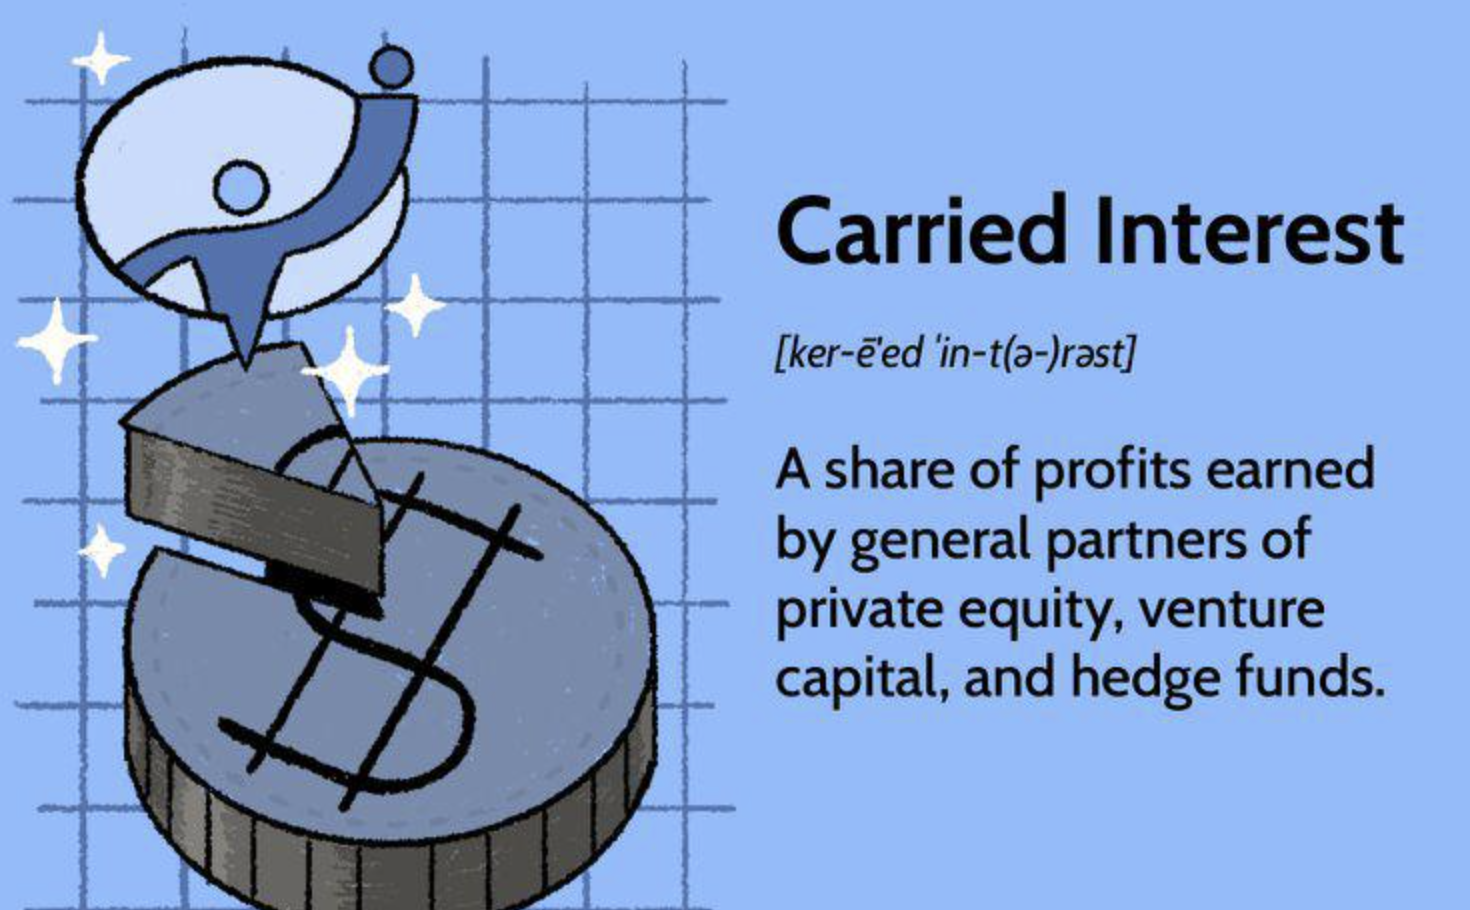 Carried Interest
[ker-ē'ed ˈin-t(ə-)rəst]
A share of profits earned
by general partners of
private equity, venture
capital, and hedge funds.